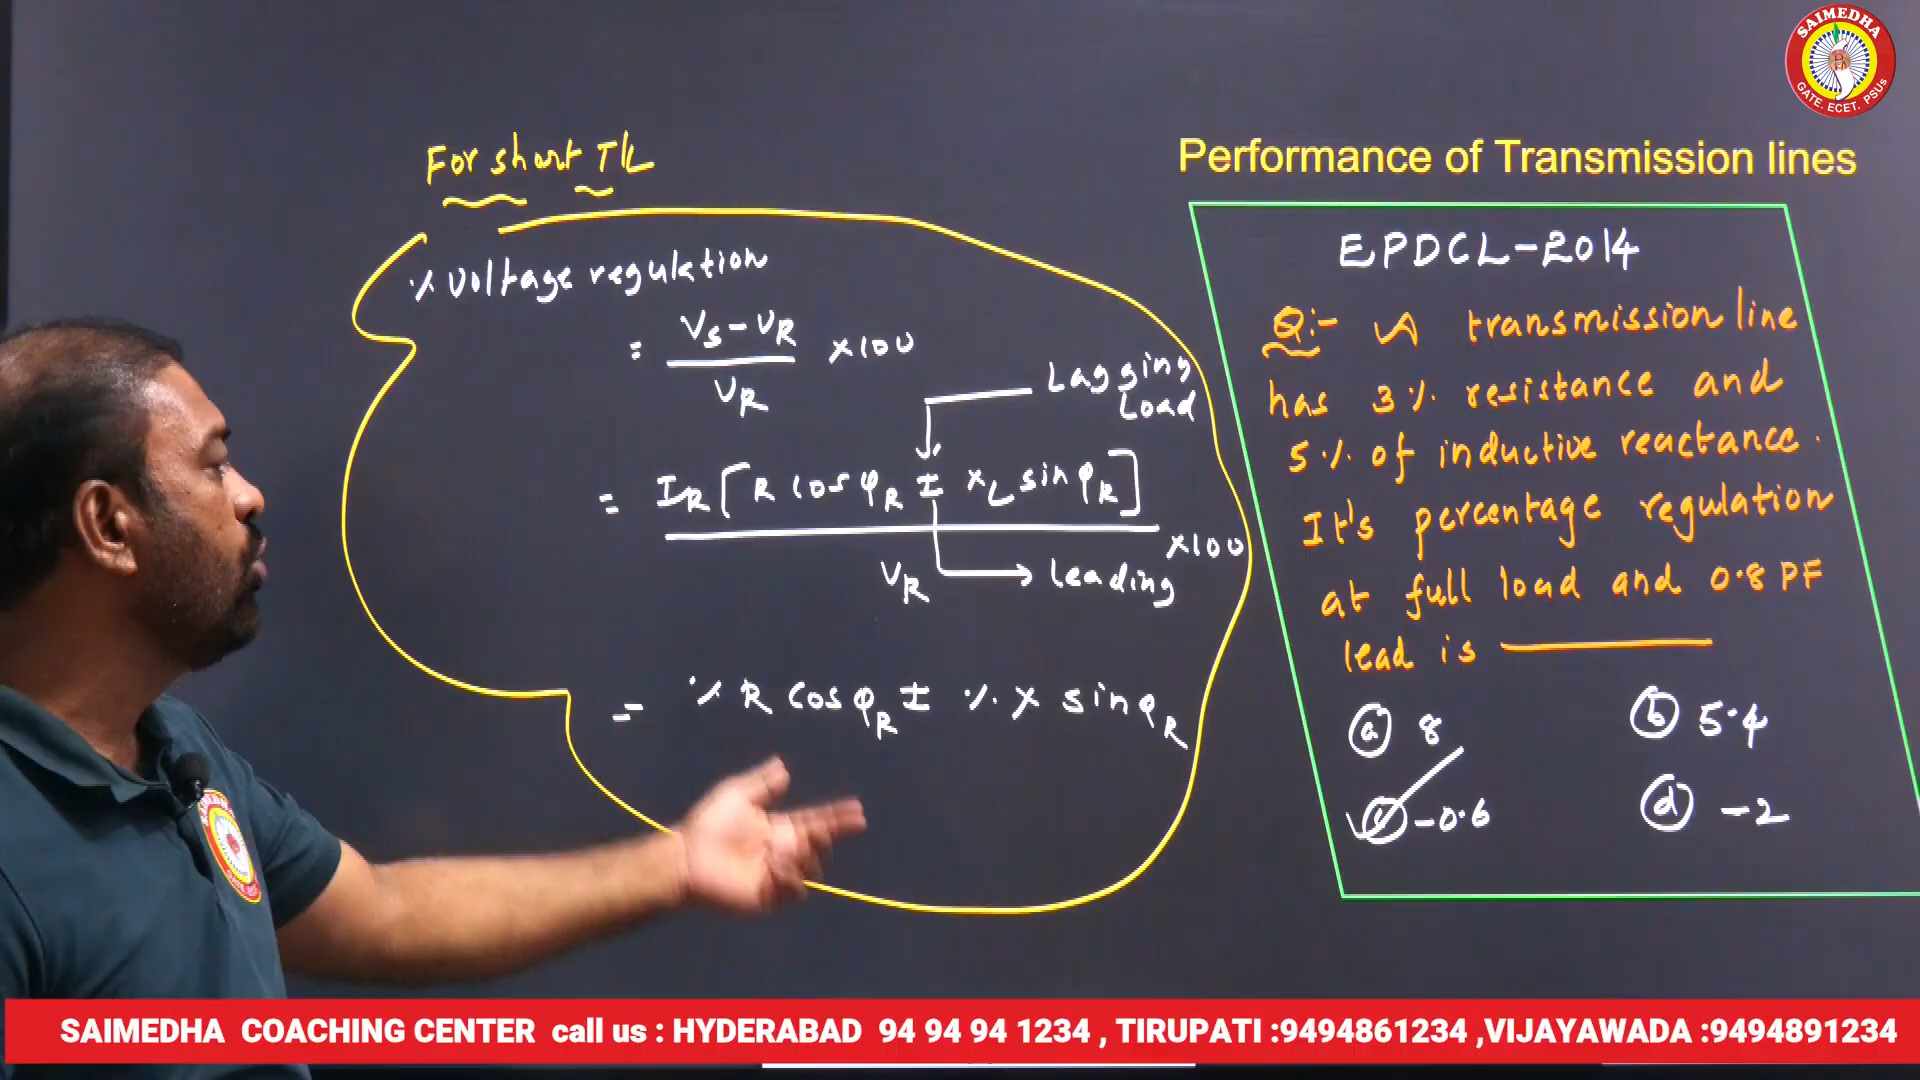 SAIMEDHA
GATE. ECET. PSUs
For short T/L
% Voltage regulation
= Vs - VR / VR ×100
Lagging Load
= IR [R cos φR ± XL sin φR] / VR ×100
Leading
= % R cos φR ± % X sin φR
Performance of Transmission lines
EPDCL-2014
Q:- A transmission line
has 3% resistance and
5% of inductive reactance.
It's percentage regulation
at full load and 0.8 PF
lead is
(a) 8 (b) 5.4
(c) -0.6 (d) -2
SAIMEDHA COACHING CENTER call us : HYDERABAD 94 94 94 1234 , TIRUPATI :9494861234 ,VIJAYAWADA :9494891234